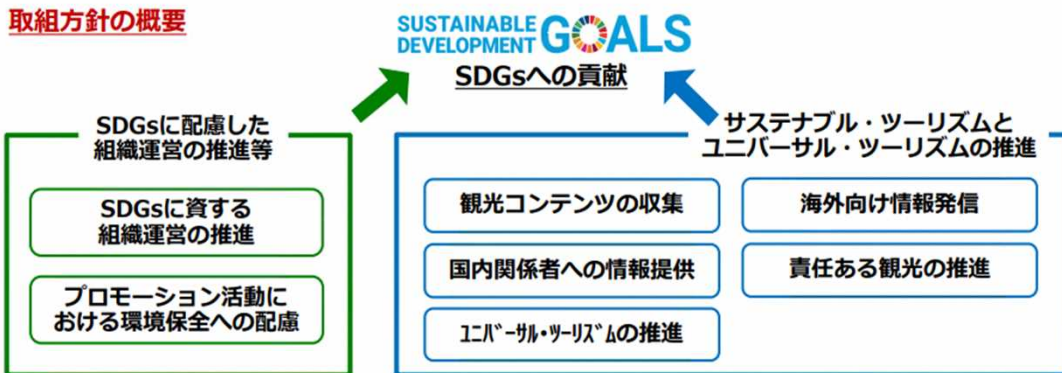 取組方針の概要
SUSTAINABLE
DEVELOPMENT
GOALS
SDGsへの貢献
SDGsに配慮した
組織運営の推進等
SDGsに資する
組織運営の推進
プロモーション活動に
おける環境保全への配慮
サステナブル・ツーリズムと
ユニバーサル・ツーリズムの推進
観光コンテンツの収集
海外向け情報発信
国内関係者への情報提供
責任ある観光の推進
ﾕﾆﾊﾞｰｻﾙ・ﾂｰﾘｽﾞﾑの推進